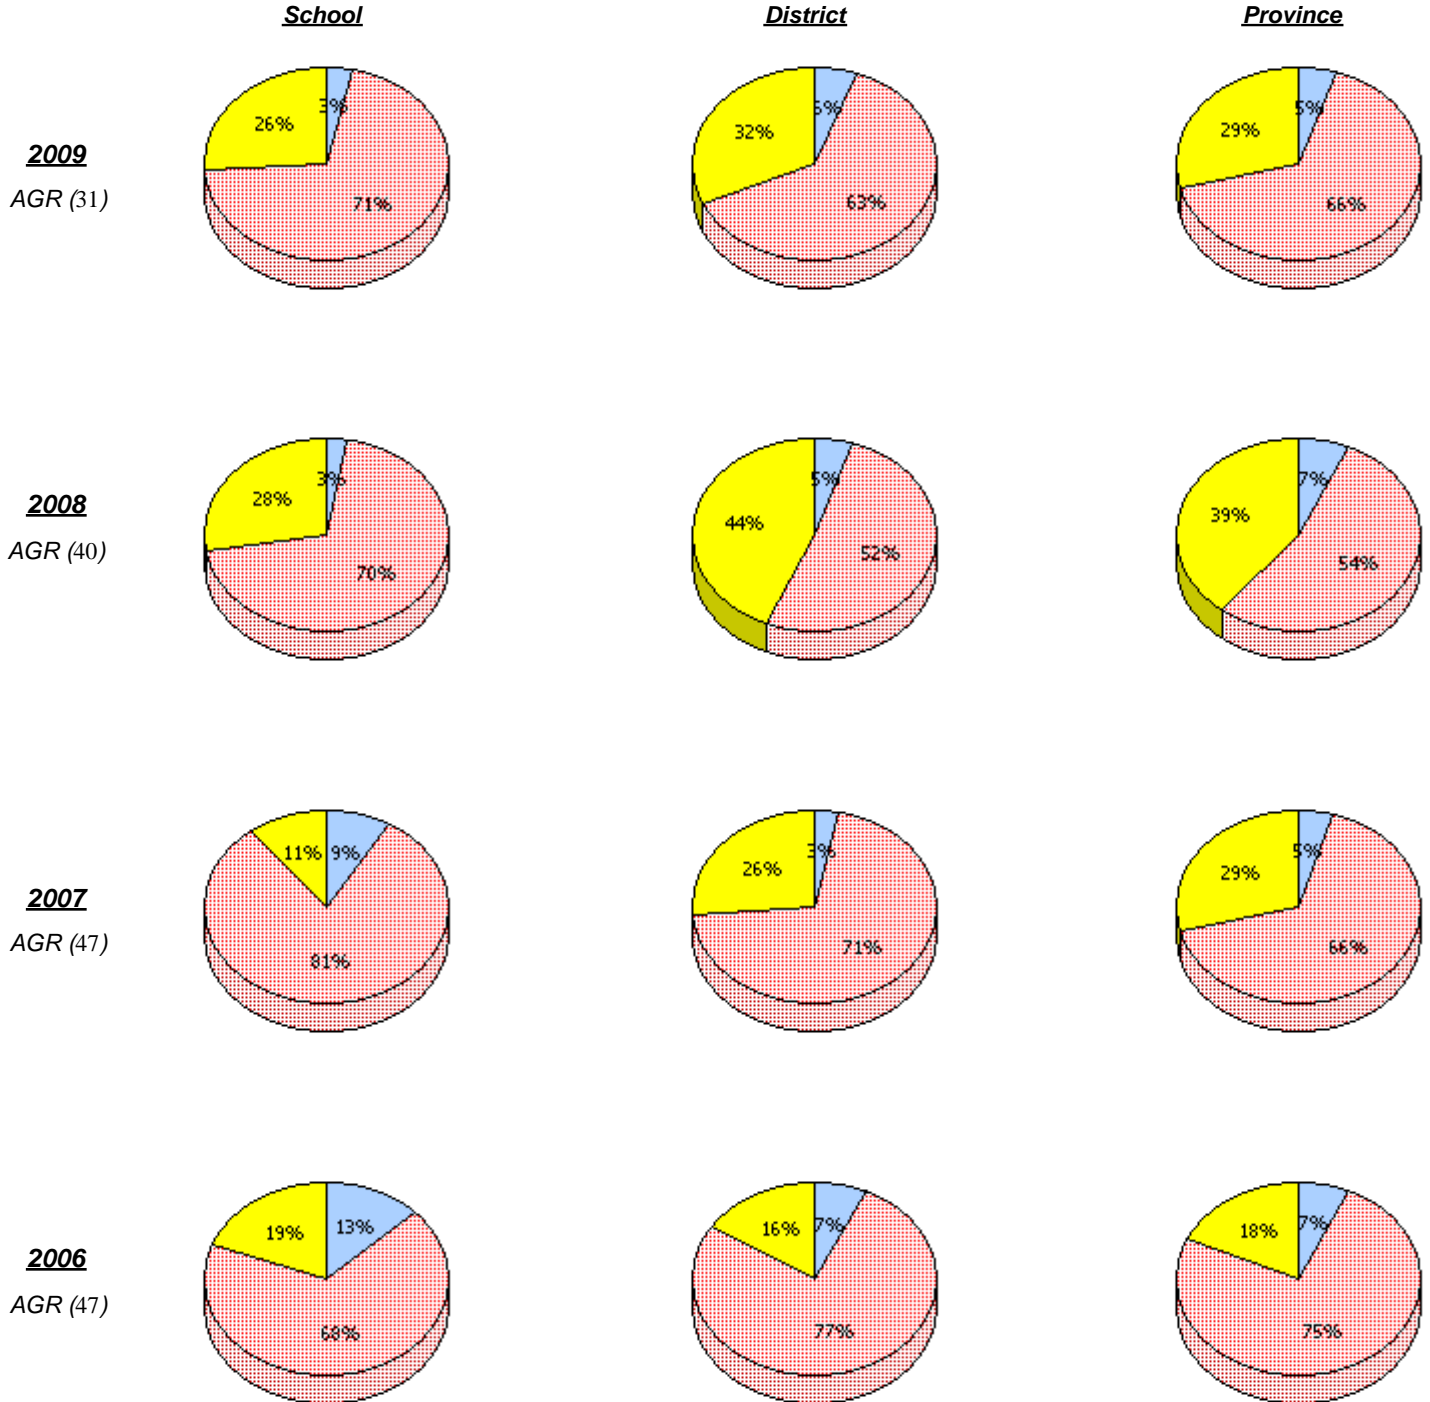 School District Province
26% 3% 71% 32% 63% 29% 5% 66%
2009
AGR (31)
28% 3% 70% 44% 5% 52% 39% 7% 54%
2008
AGR (40)
11% 9% 81% 26% 3% 71% 29% 5% 66%
2007
AGR (47)
19% 13% 68% 16% 7% 77% 18% 7% 75%
2006
AGR (47)